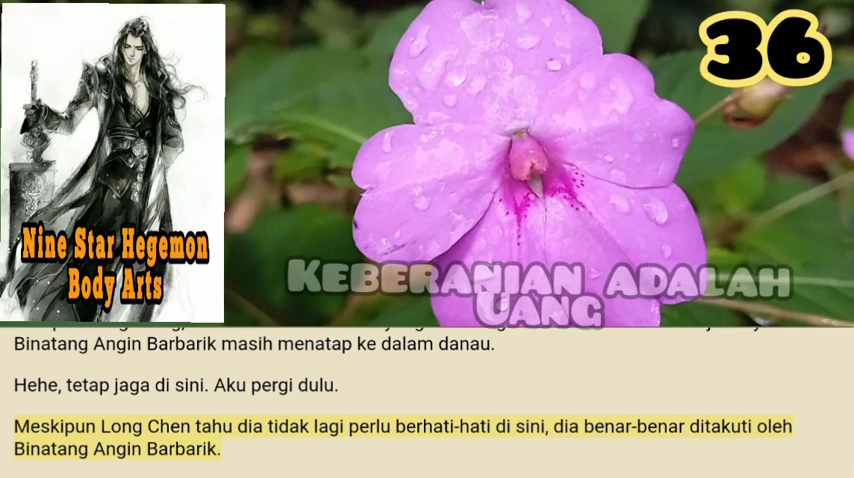 36
Nine Star Hegemon
Body Arts
KEBERANIAN ADALAH
UANG
Binatang Angin Barbarik masih menatap ke dalam danau.
Hehe, tetap jaga di sini. Aku pergi dulu.
Meskipun Long Chen tahu dia tidak lagi perlu berhati-hati di sini, dia benar-benar ditakuti oleh
Binatang Angin Barbarik.